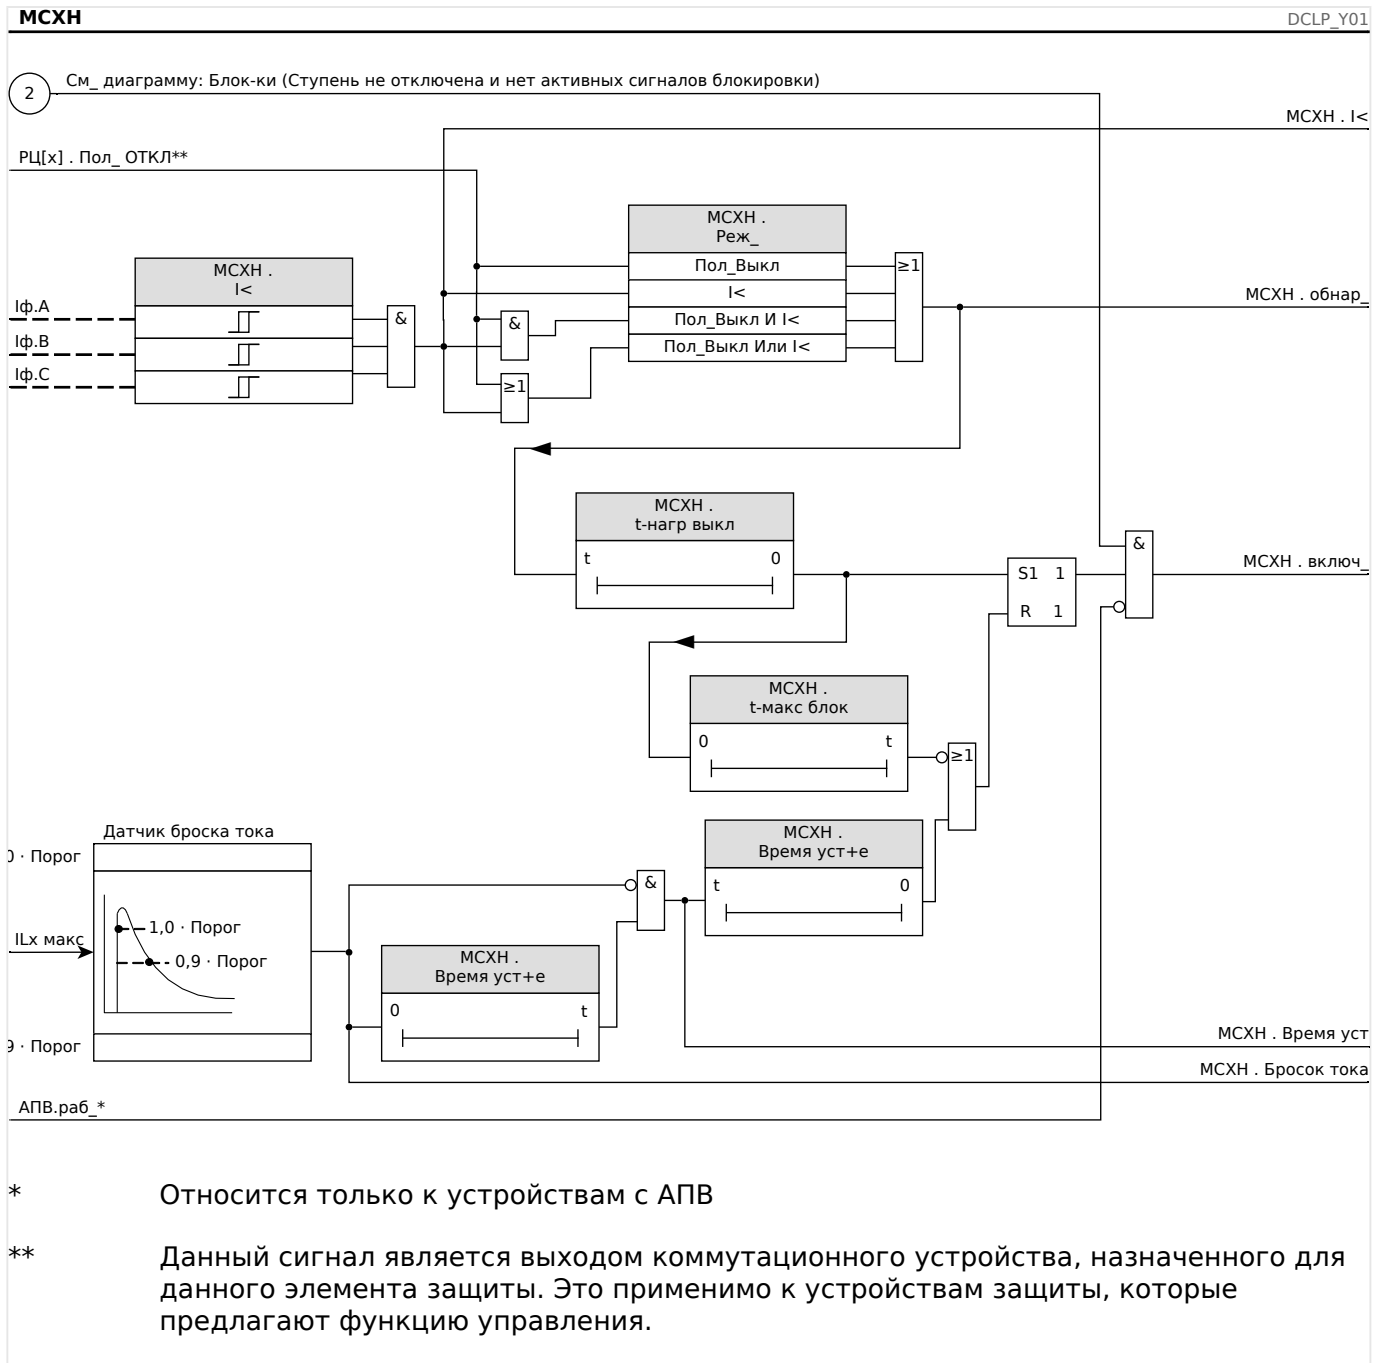 МСХН
DCLP_Y01
2
См_ диаграмму: Блок-ки (Ступень не отключена и нет активных сигналов блокировки)
МСХН . I<
РЦ[x] . Пол_ ОТКЛ**
МСХН .
Реж_
Пол_Выкл
I<
Пол_Выкл И I<
Пол_Выкл Или I<
≥1
МСХН . обнар_
МСХН .
I<
Iф.A
Iф.B
Iф.C
&
&
≥1
МСХН .
t-нагр выкл
t 0
S1 1
R 1
&
МСХН . включ_
МСХН .
t-макс блок
0 t
≥1
Датчик броска тока
0 · Порог
1,0 · Порог
0,9 · Порог
ILx макс
9 · Порог
МСХН .
Время уст+е
0 t
&
МСХН .
Время уст+е
t 0
МСХН . Время уст
МСХН . Бросок тока
АПВ.раб_*
* Относится только к устройствам с АПВ
** Данный сигнал является выходом коммутационного устройства, назначенного для
данного элемента защиты. Это применимо к устройствам защиты, которые
предлагают функцию управления.